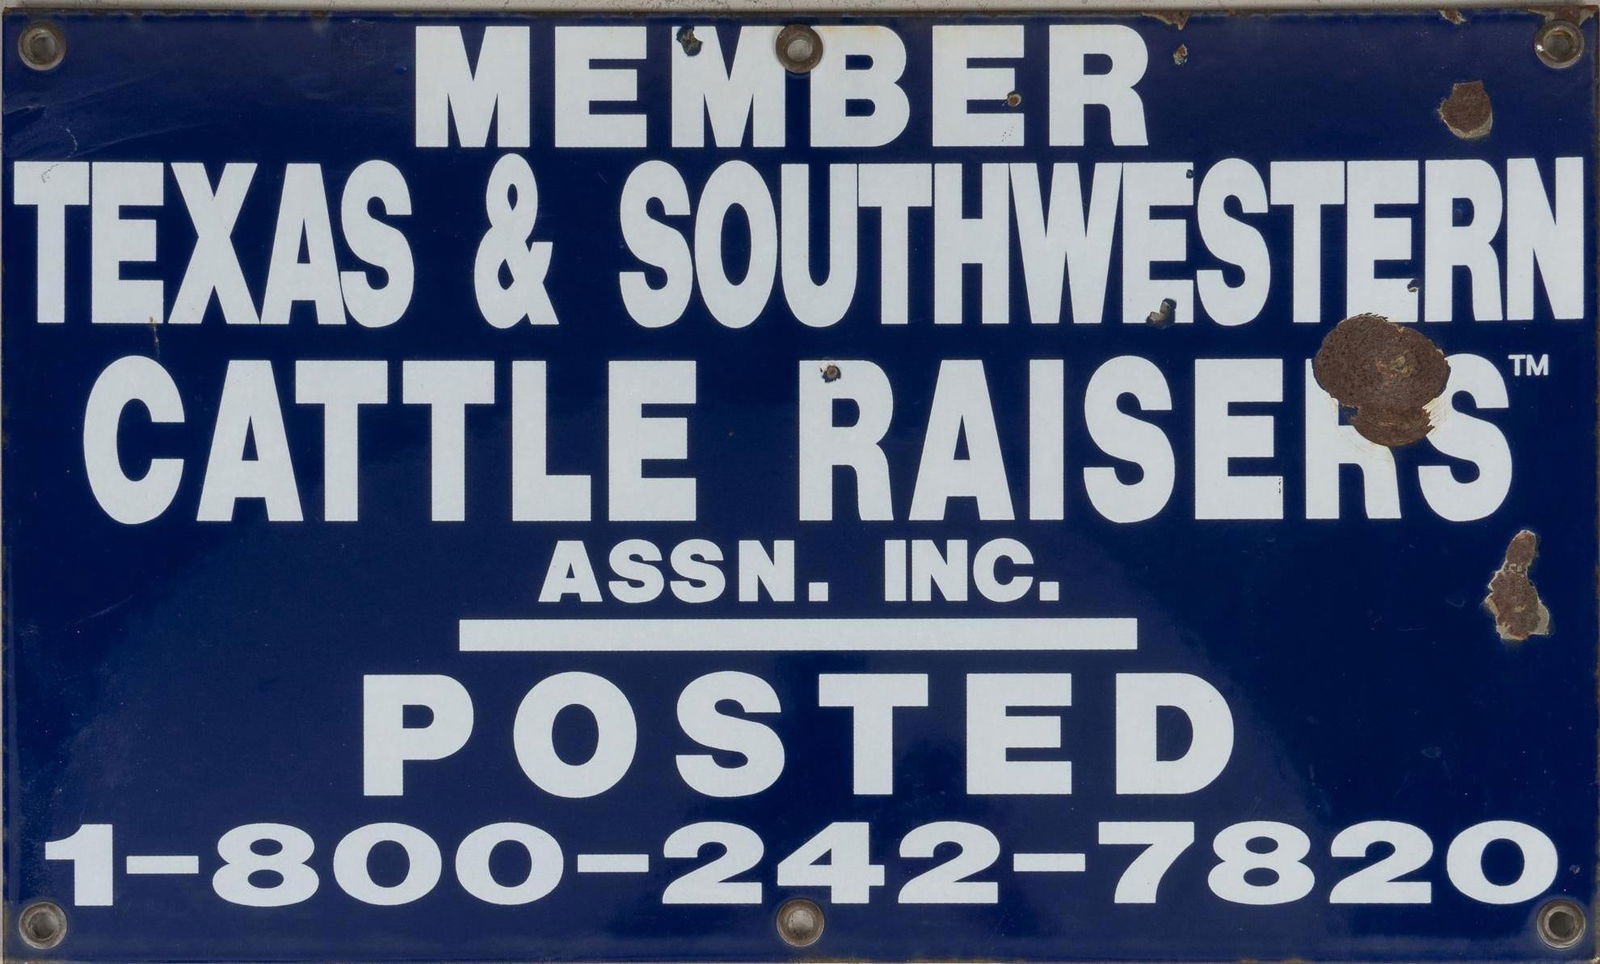 MEMBER
TEXAS & SOUTHWESTERN
CATTLE RAISERS™
ASSN. INC.
POSTED
1-800-242-7820